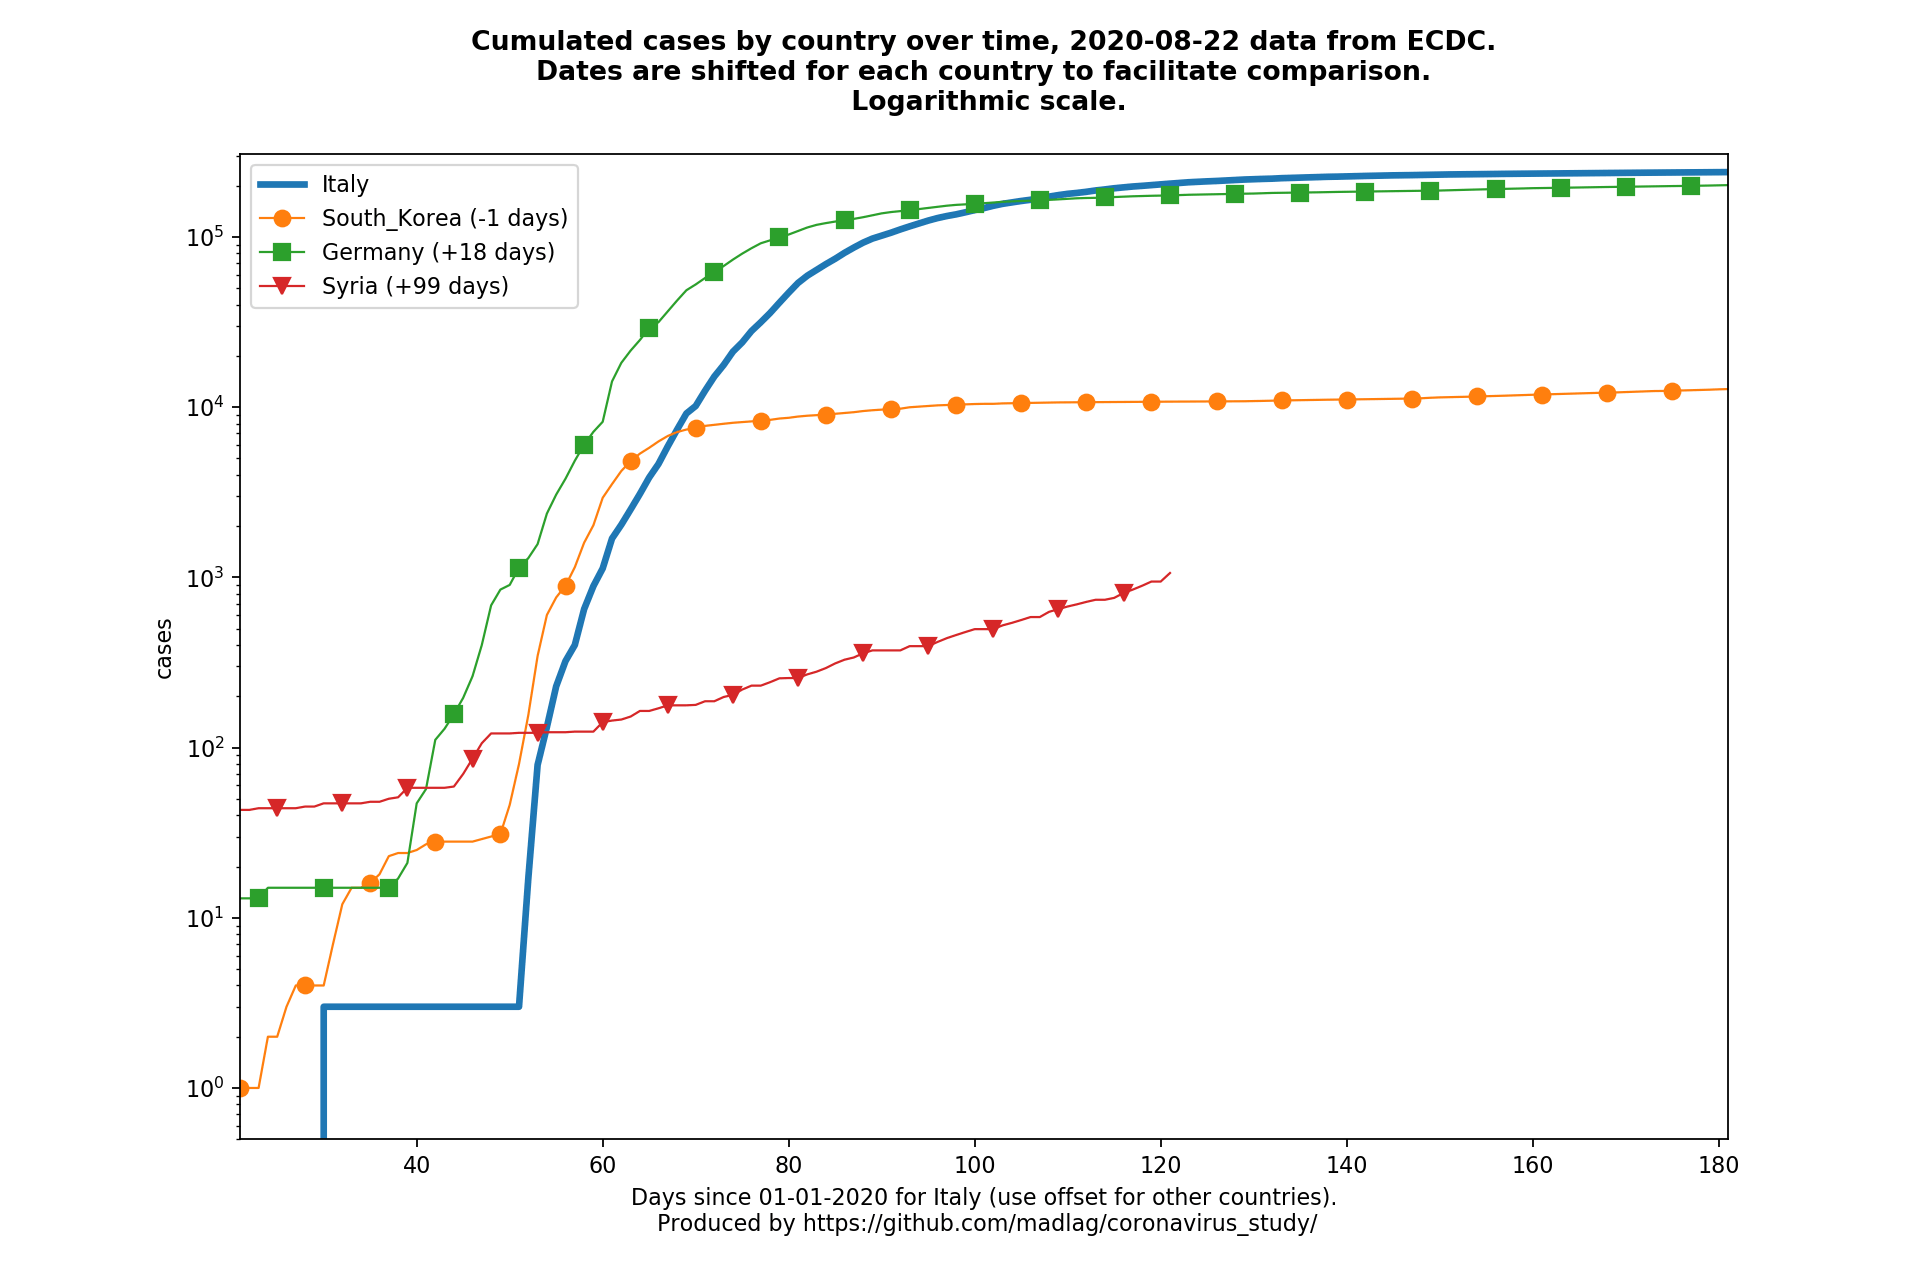 Cumulated cases by country over time, 2020-08-22 data from ECDC.
Dates are shifted for each country to facilitate comparison.
Logarithmic scale.
Italy
South_Korea (-1 days)
Germany (+18 days)
Syria (+99 days)
10^5
10^4
10^3
10^2
10^1
10^0
cases
40 60 80 100 120 140 160 180
Days since 01-01-2020 for Italy (use offset for other countries).
Produced by https://github.com/madlag/coronavirus_study/